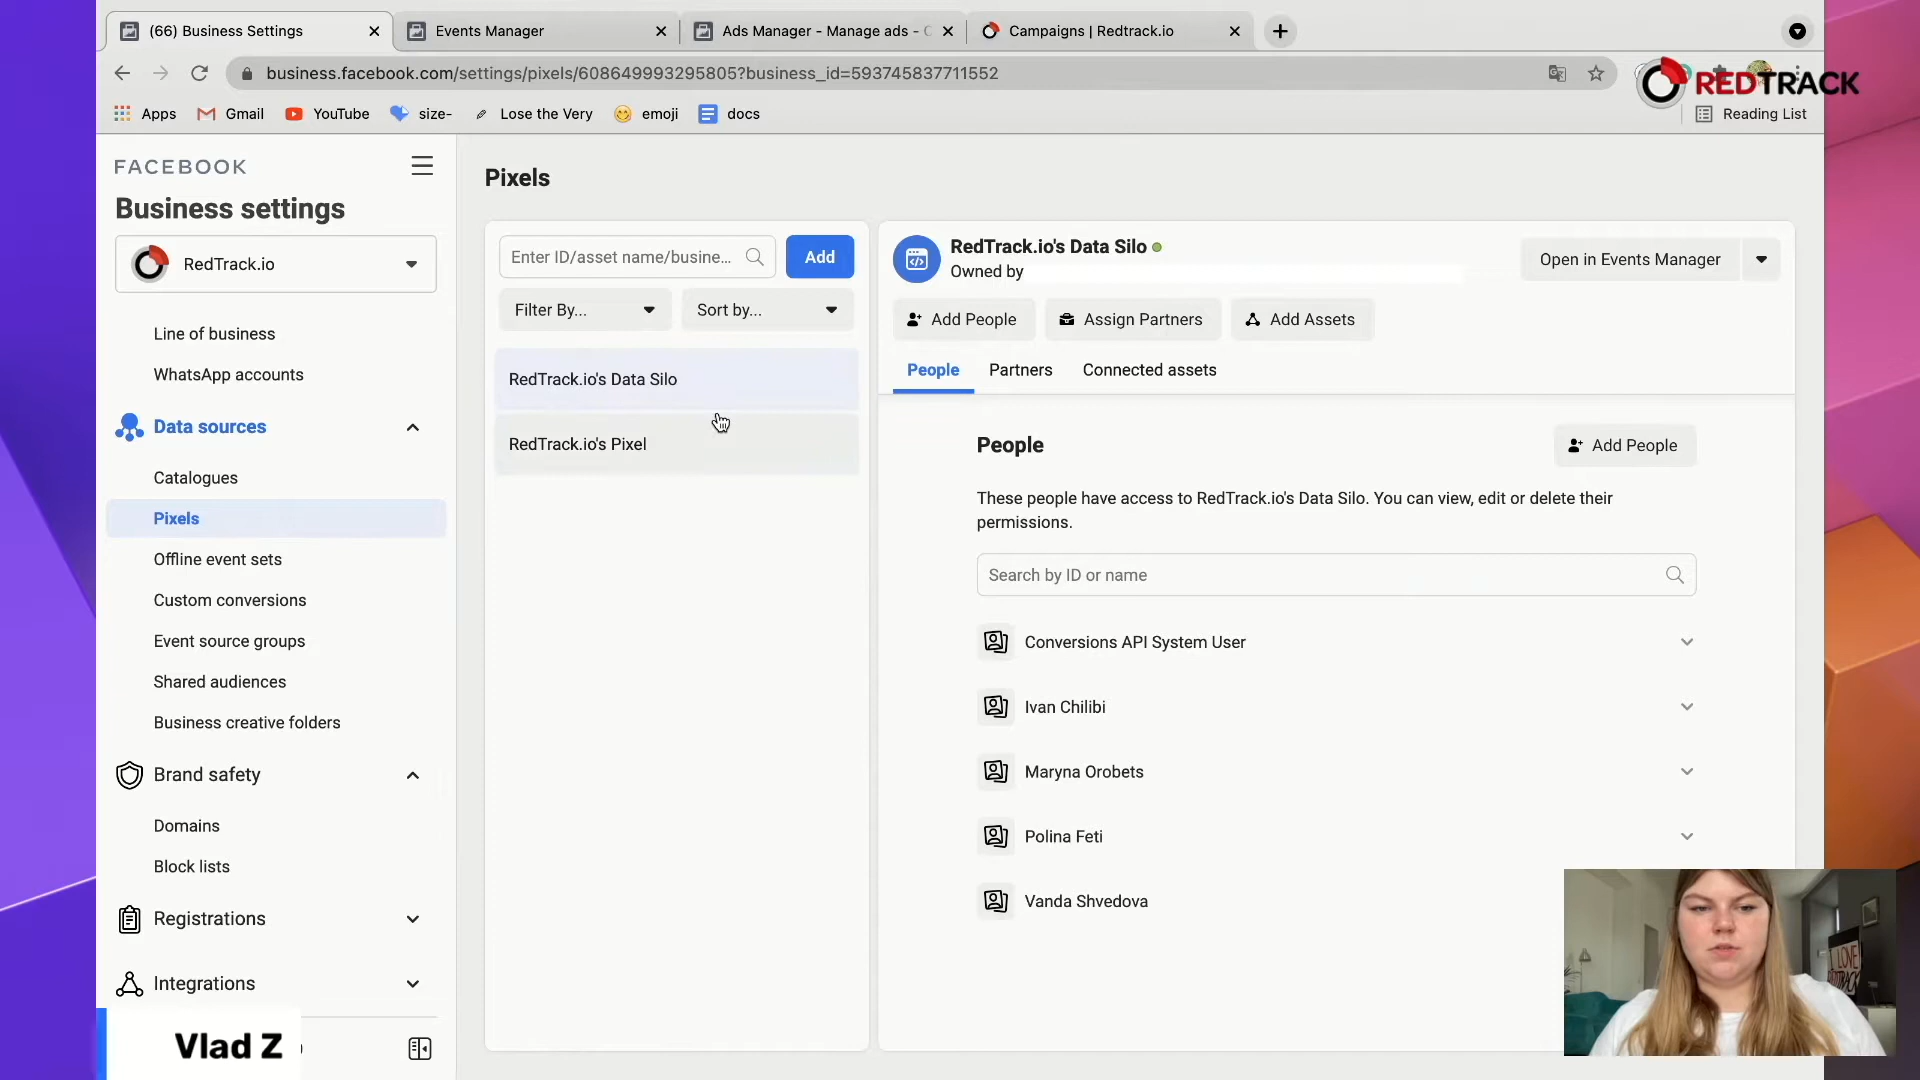 (66) Business Settings
Events Manager
Ads Manager - Manage ads - C
Campaigns | Redtrack.io
business.facebook.com/settings/pixels/608649993295805?business_id=593745837711552
REDTRACK
Apps
Gmail
YouTube
size-
Lose the Very
emoji
docs
Reading List
FACEBOOK
Business settings
RedTrack.io
Line of business
WhatsApp accounts
Data sources
Catalogues
Pixels
Offline event sets
Custom conversions
Event source groups
Shared audiences
Business creative folders
Brand safety
Domains
Block lists
Registrations
Integrations
Vlad Z
Pixels
Enter ID/asset name/busine...
Add
Filter By...
Sort by...
RedTrack.io's Data Silo
RedTrack.io's Pixel
RedTrack.io's Data Silo
Owned by
Open in Events Manager
Add People
Assign Partners
Add Assets
People
Partners
Connected assets
People
Add People
These people have access to RedTrack.io's Data Silo. You can view, edit or delete their
permissions.
Search by ID or name
Conversions API System User
Ivan Chilibi
Maryna Orobets
Polina Feti
Vanda Shvedova
I LOVE
REDTRACK